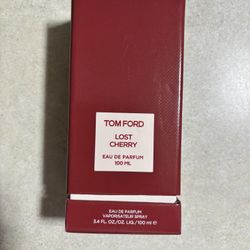 TOM FORD
LOST
CHERRY
EAU DE PARFUM
100 ML
EAU DE PARFUM
VAPORISATEUR SPRAY
3.4 FL. OZ./OZ. LIQ./100 ml ℮